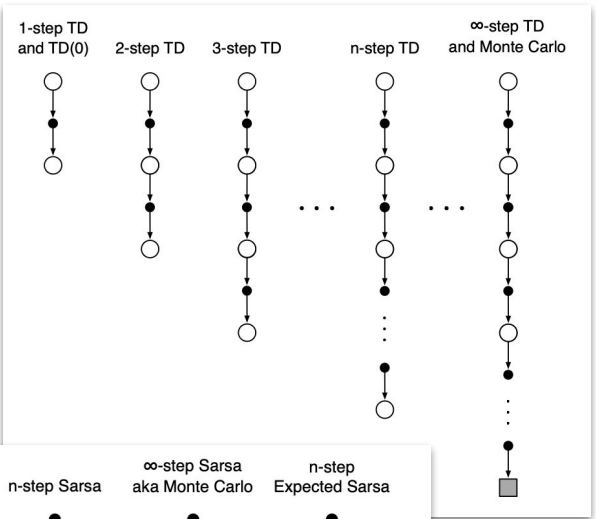 1-step TD
and TD(0)
2-step TD
3-step TD
n-step TD
∞-step TD
and Monte Carlo
n-step Sarsa
∞-step Sarsa
aka Monte Carlo
n-step
Expected Sarsa